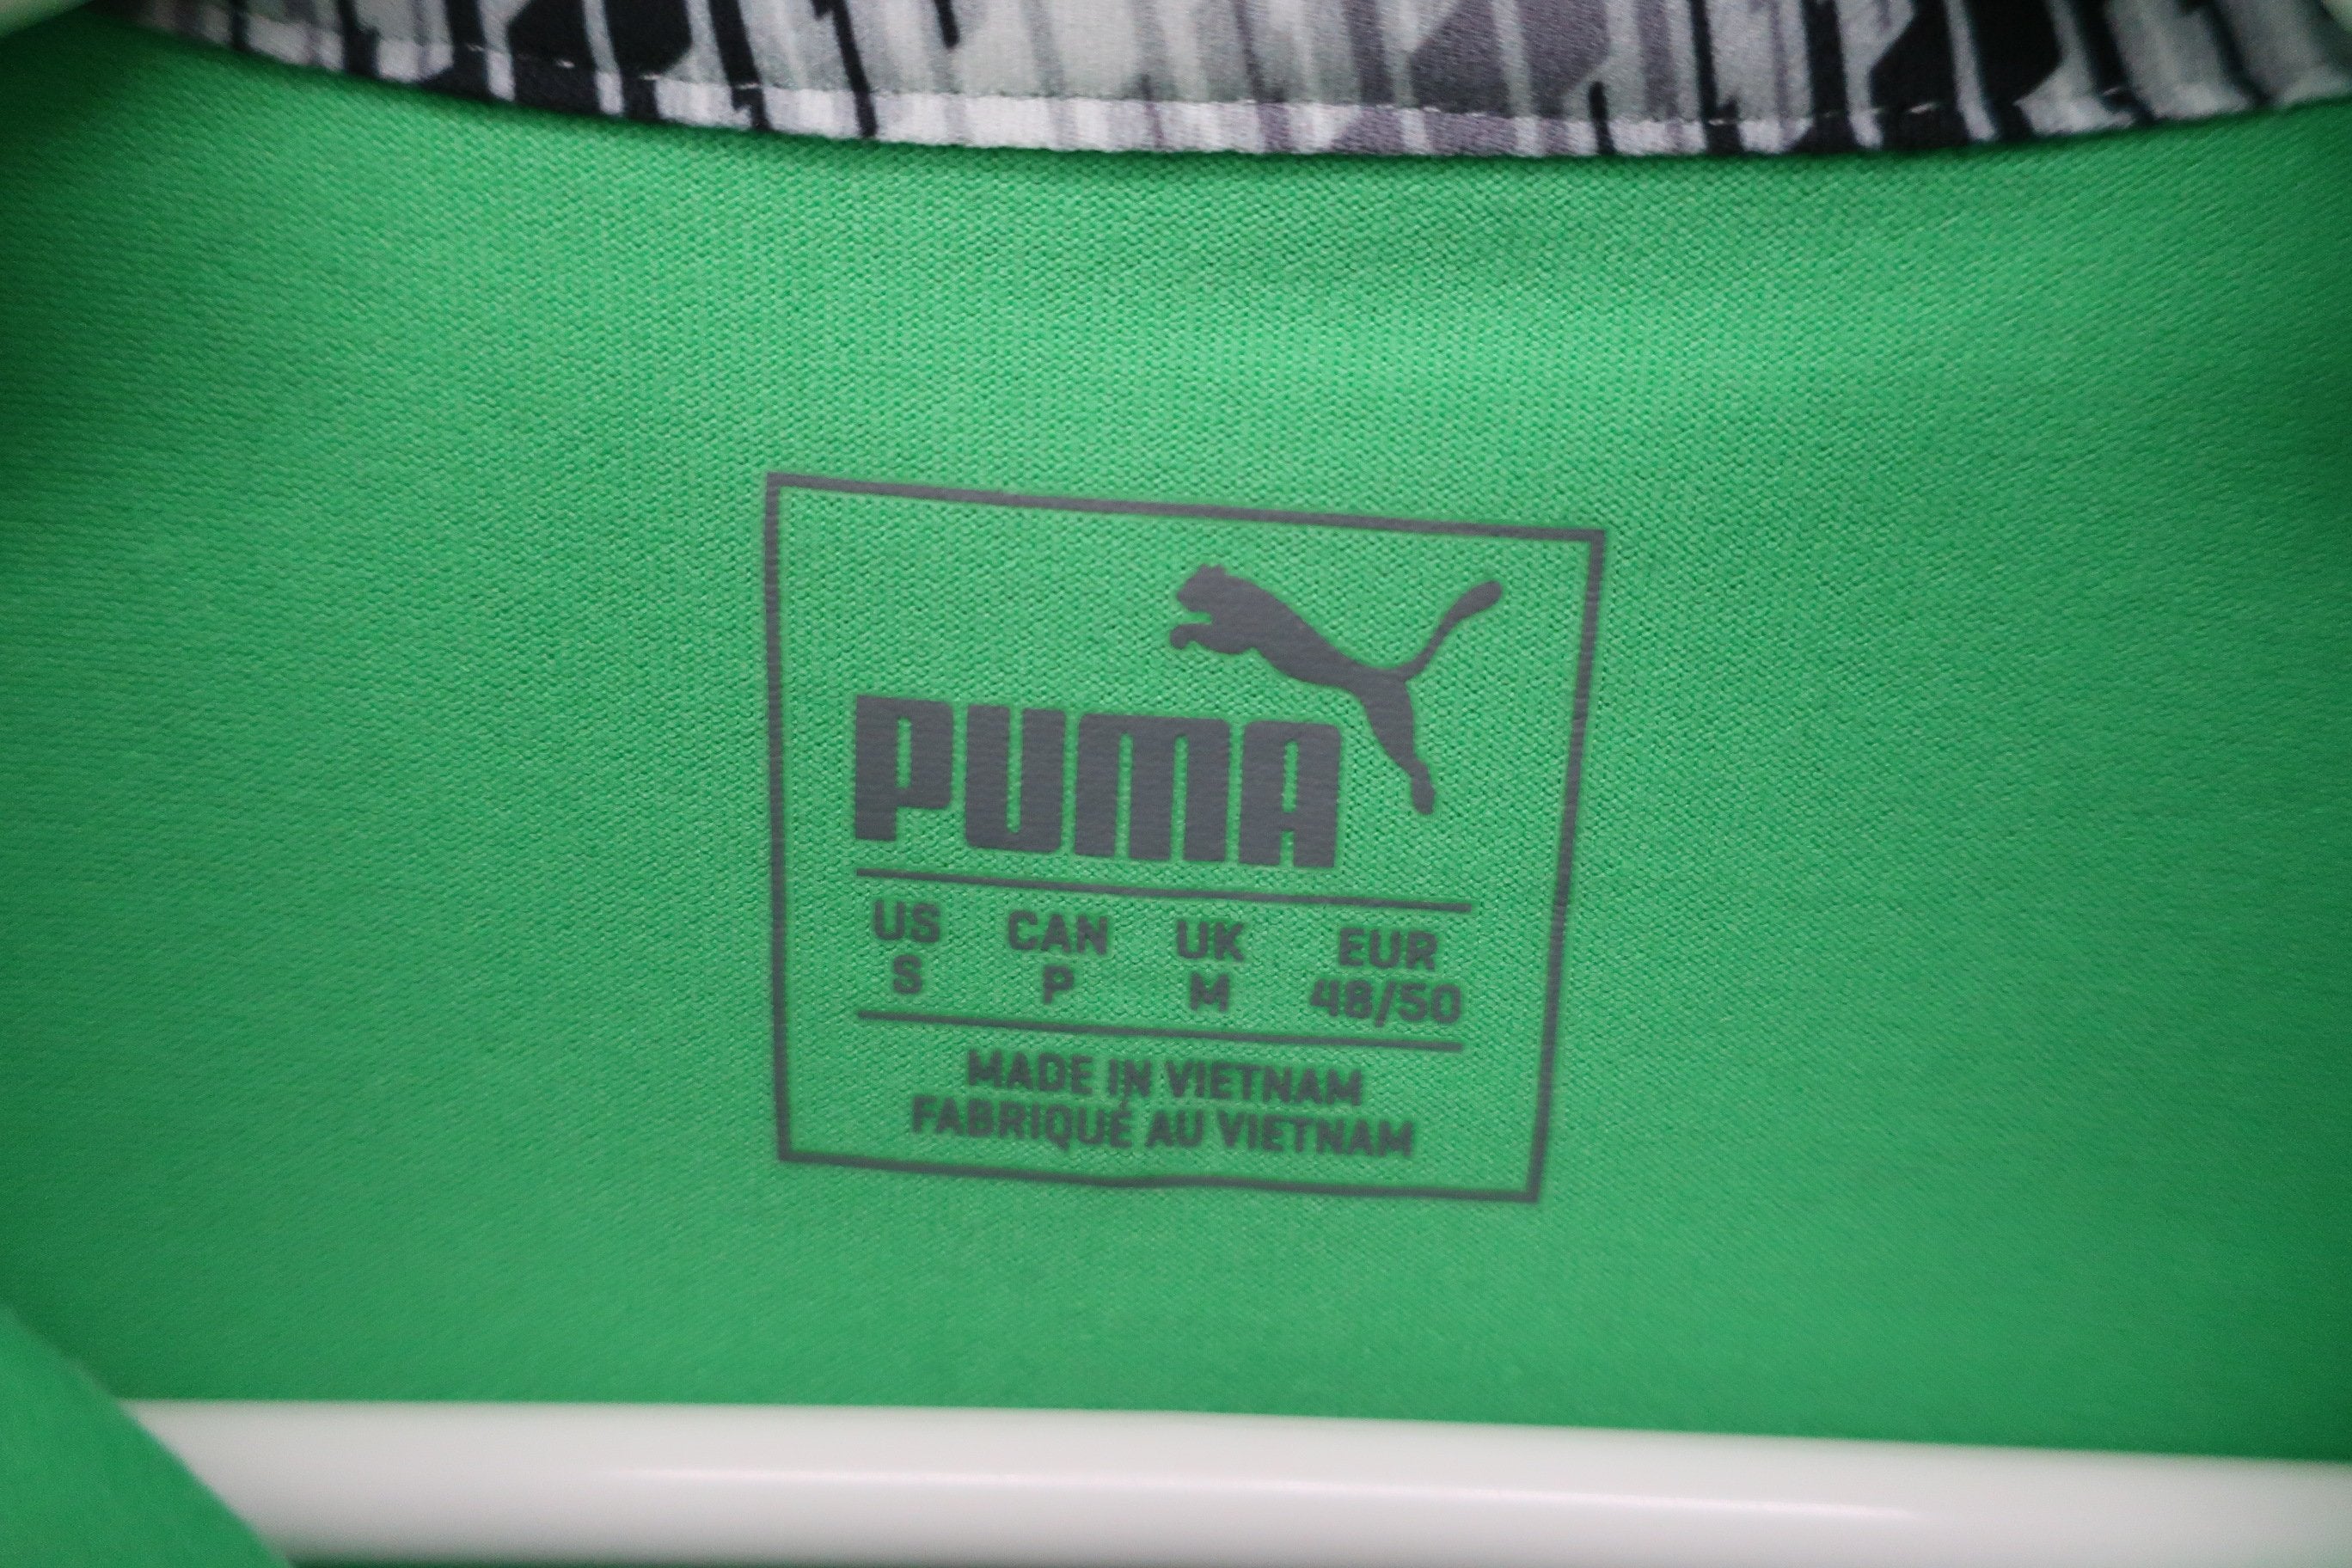 PUMA
US CAN UK EUR
S P M 48/50
MADE IN VIETNAM
FABRIQUÉ AU VIETNAM